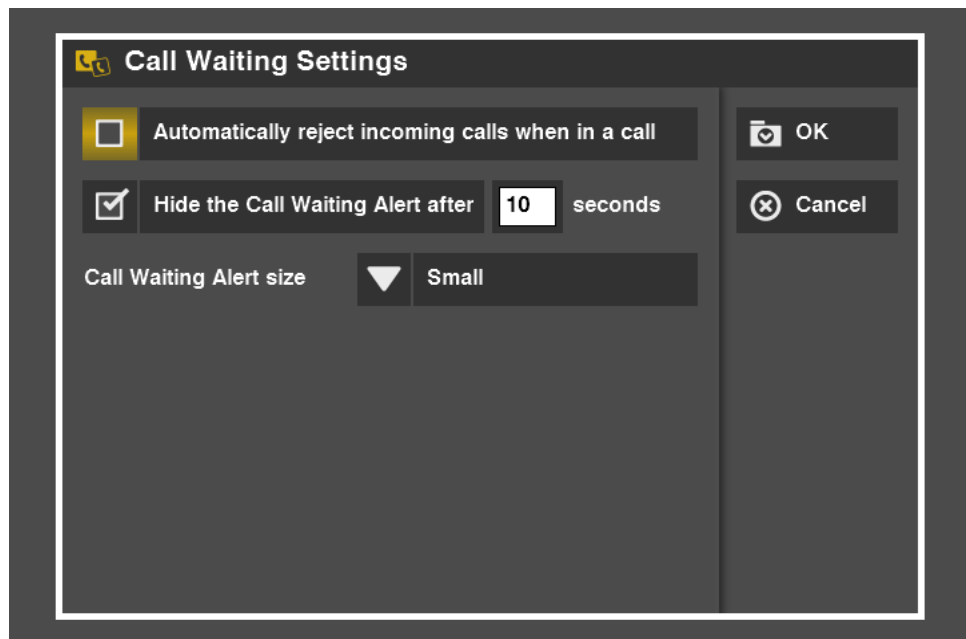 Call Waiting Settings
Automatically reject incoming calls when in a call
OK
Hide the Call Waiting Alert after 10 seconds
Cancel
Call Waiting Alert size Small